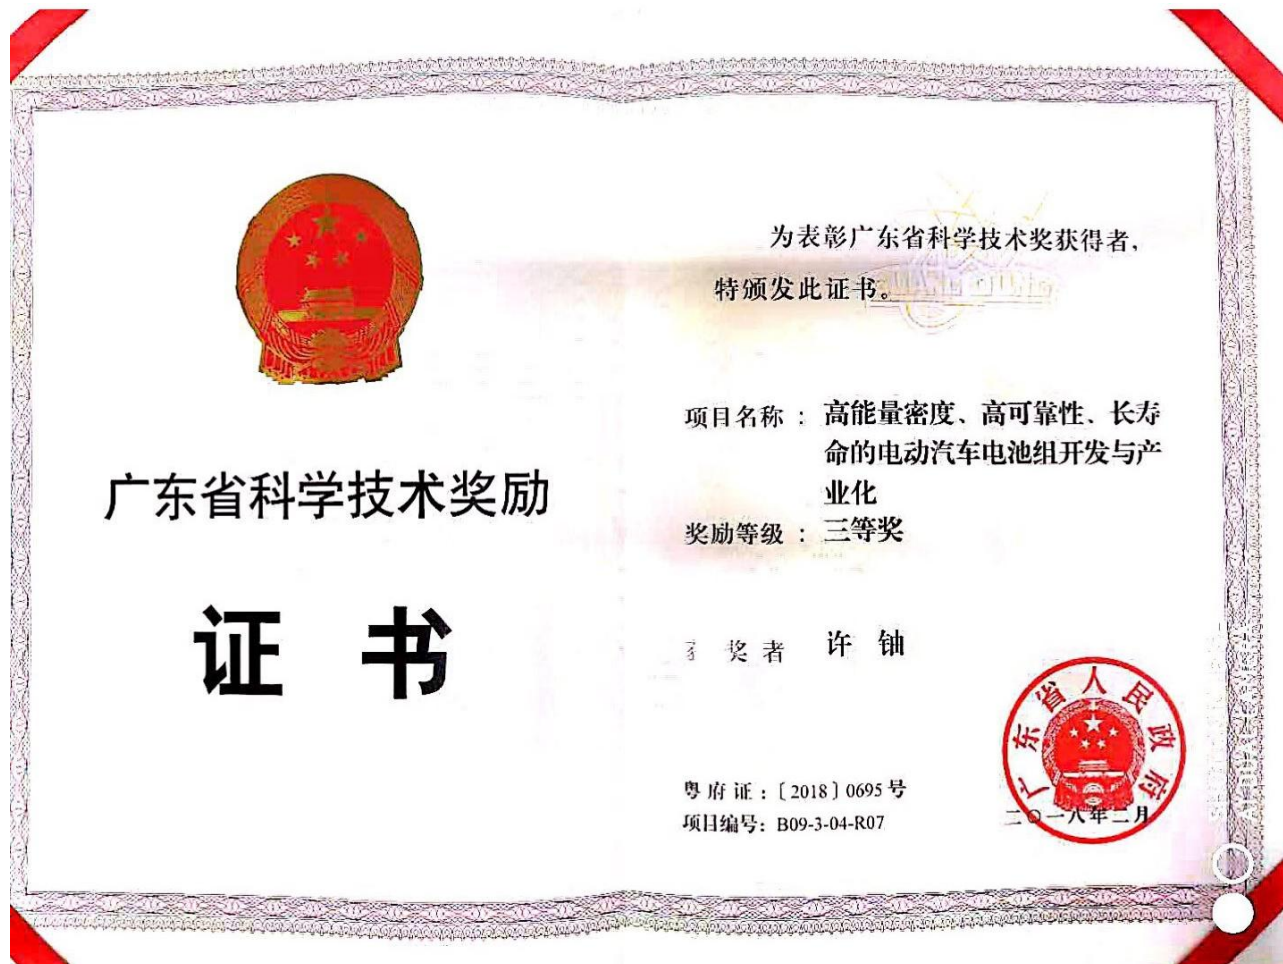 广东省科学技术奖励
证书
为表彰广东省科学技术奖获得者，
特颁发此证书。
项目名称：高能量密度、高可靠性、长寿
命的电动汽车电池组开发与产
业化
奖励等级：三等奖
奖者 许铀
粤府证：〔2018〕0695号
项目编号：B09-3-04-R07
广东省人民政府
二〇一八年二月